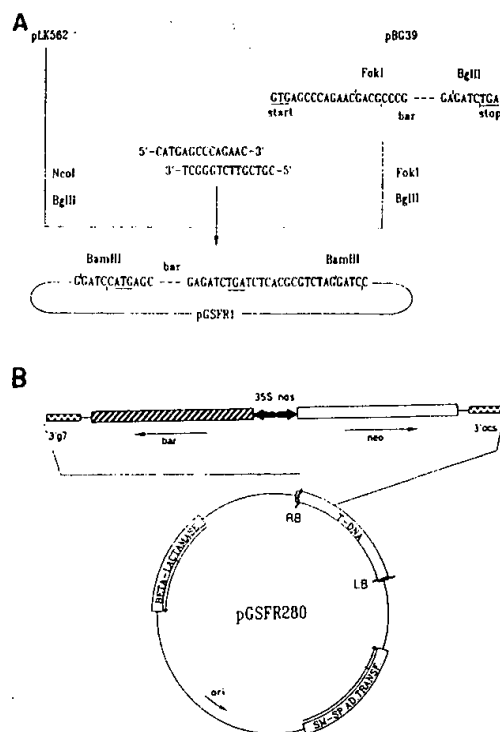 A
pLK562 pBG39
FokI BglII
GTGAGCCCAGAACGACGCCCG --- GAGATCTGA
start bar stop
5'-CATGAGCCCAGAAC-3'
3'-TCGGGTCTTGCTGC-5'
NcoI FokI
BglII BglII
BamHI bar BamHI
GGATCCATGAGC --- GAGATCTGATCTCACGCGTCTAGGATCC
pGSFR1
B
35S nos
3'g7 bar neo 3'ocs
RB
T-DNA
LB
BETA-LACTAMASE
pGSFR280
ori
SM-SP AD.TRANSF